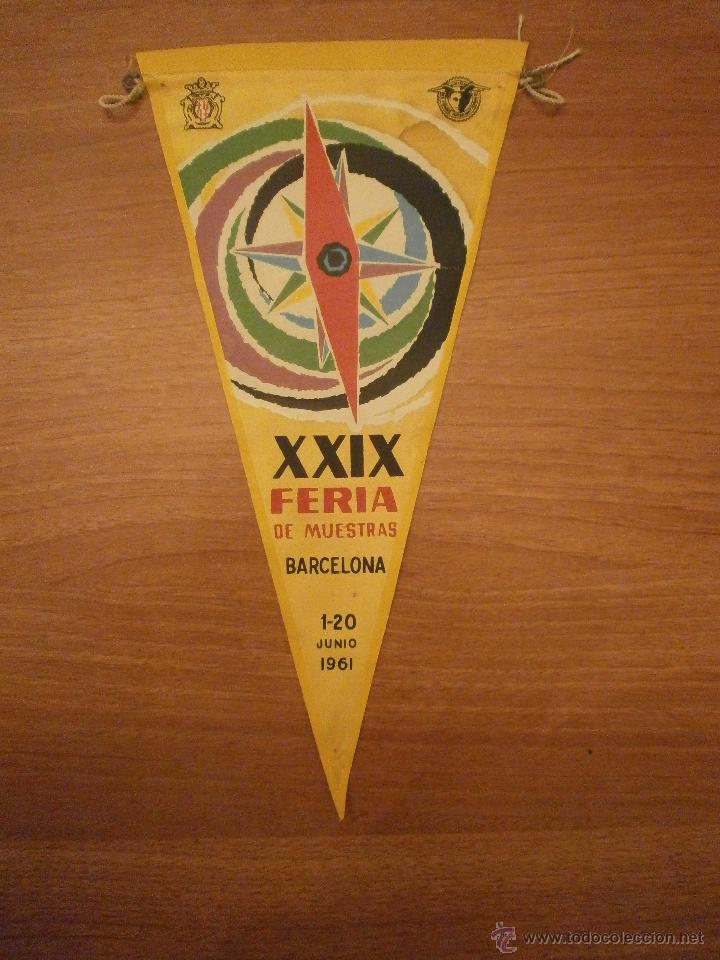 XXIX
FERIA
DE MUESTRAS
BARCELONA
1-20
JUNIO
1961
www.todocoleccion.net